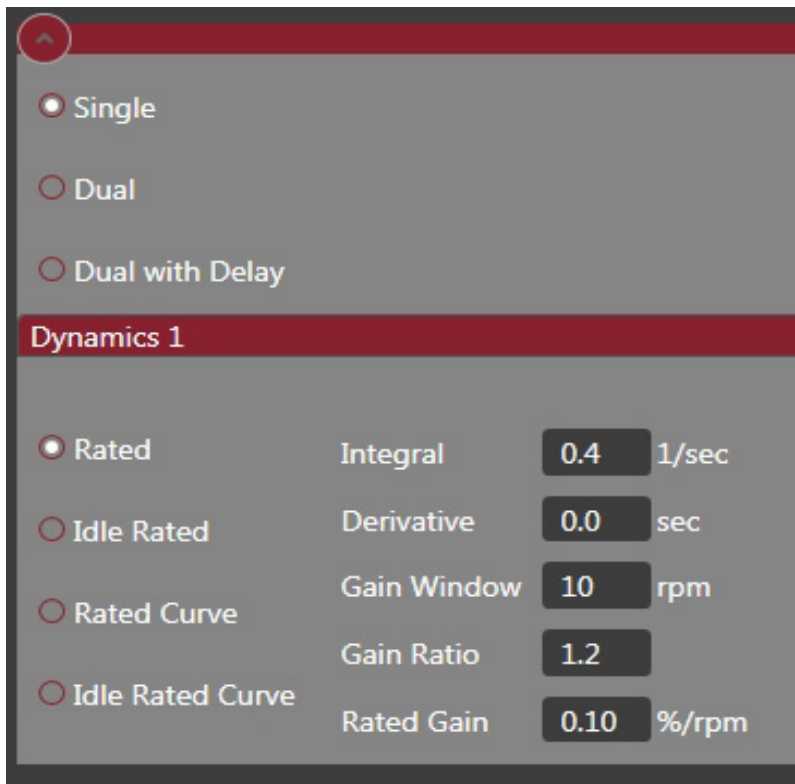 Single
Dual
Dual with Delay
Dynamics 1
Rated
Idle Rated
Rated Curve
Idle Rated Curve
Integral 0.4 1/sec
Derivative 0.0 sec
Gain Window 10 rpm
Gain Ratio 1.2
Rated Gain 0.10 %/rpm